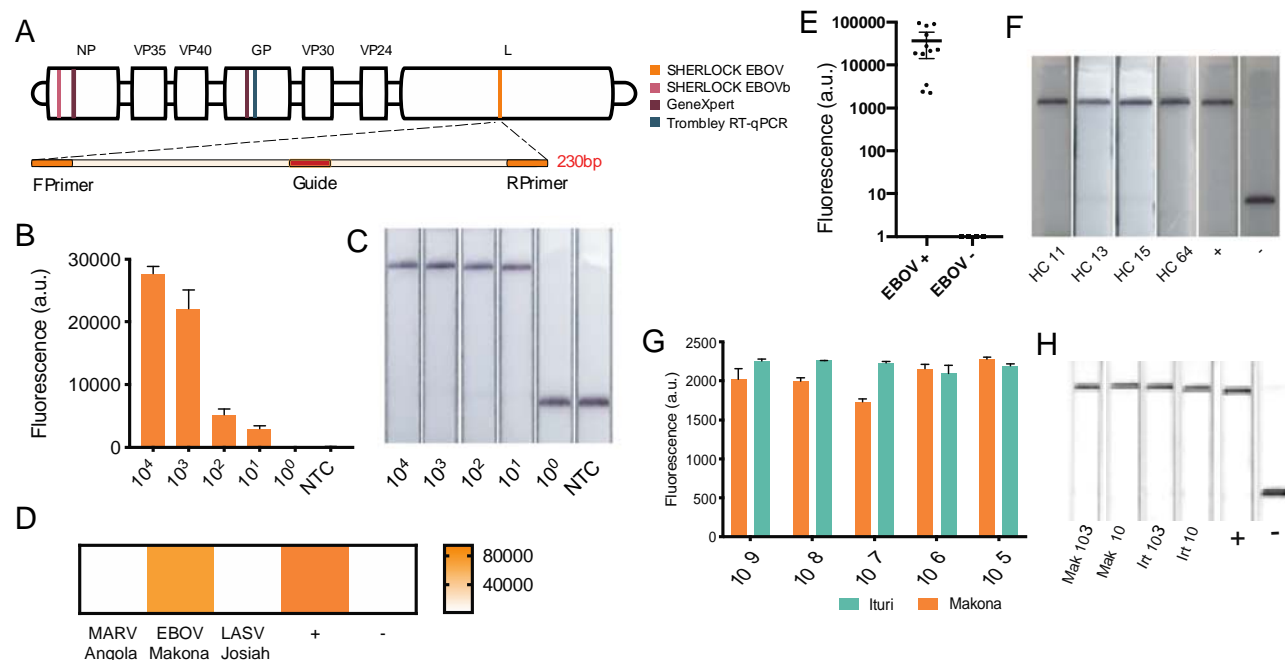 A
NP VP35 VP40 GP VP30 VP24 L
SHERLOCK EBOV
SHERLOCK EBOVb
GeneXpert
Trombley RT-qPCR
230bp
FPrimer Guide RPrimer
B
Fluorescence (a.u.)
30000
20000
10000
0
10⁴ 10³ 10² 10¹ 10⁰ NTC
C
10⁴ 10³ 10² 10¹ 10⁰ NTC
D
80000
40000
MARV Angola
EBOV Makona
LASV Josiah
+
-
E
Fluorescence (a.u.)
100000
10000
1000
100
10
1
EBOV + EBOV -
F
HC 11 HC 13 HC 15 HC 64 + -
G
Fluorescence (a.u.)
2500
2000
1500
1000
500
0
10 9 10 8 10 7 10 6 10 5
Ituri Makona
H
Mak 103 Mak 10 Irt 103 Irt 10 + -